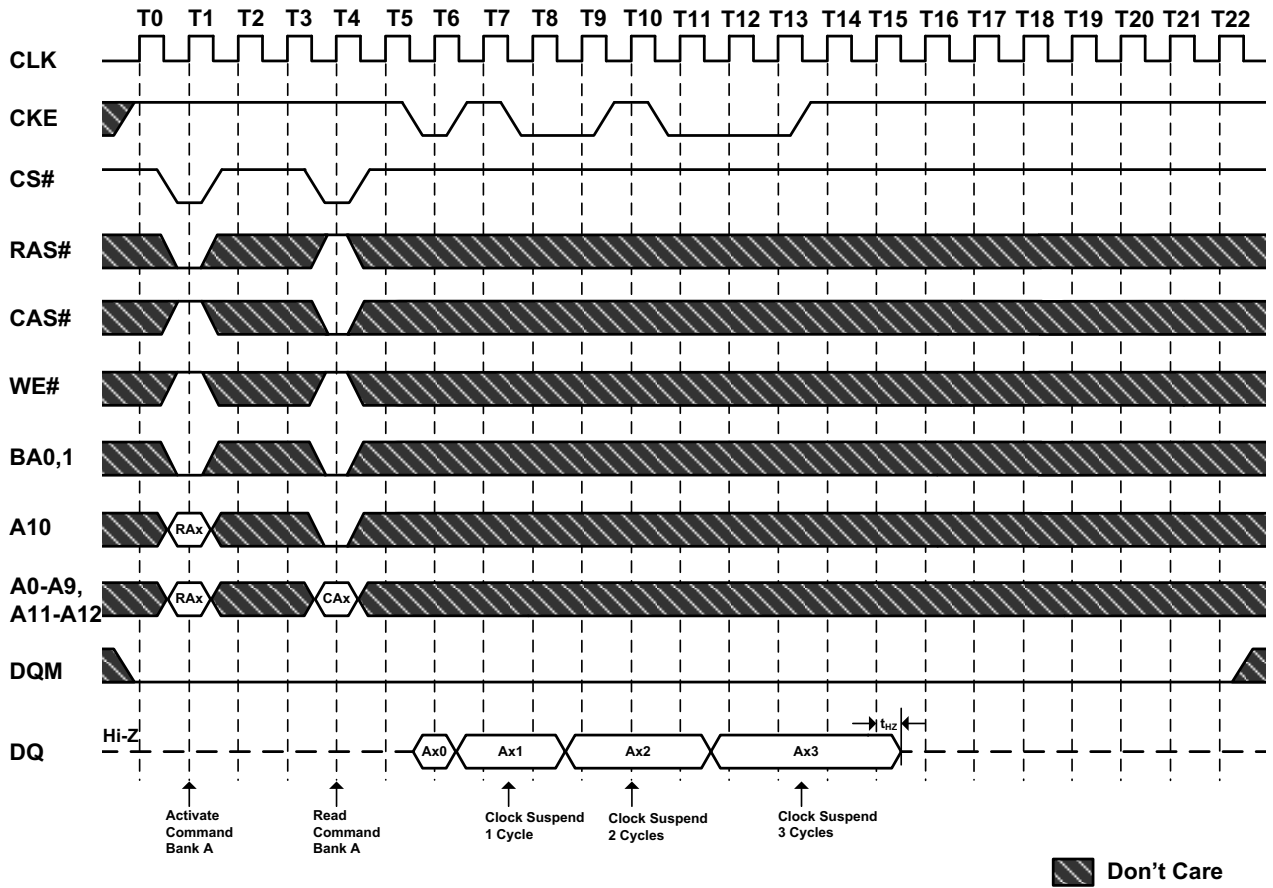 T0 T1 T2 T3 T4 T5 T6 T7 T8 T9 T10 T11 T12 T13 T14 T15 T16 T17 T18 T19 T20 T21 T22
CLK
CKE
CS#
RAS#
CAS#
WE#
BA0,1
A10 RAx
A0-A9,
A11-A12 RAx CAx
DQM
Hi-Z tHZ
DQ Ax0 Ax1 Ax2 Ax3
Activate
Command
Bank A
Read
Command
Bank A
Clock Suspend
1 Cycle
Clock Suspend
2 Cycles
Clock Suspend
3 Cycles
Don't Care